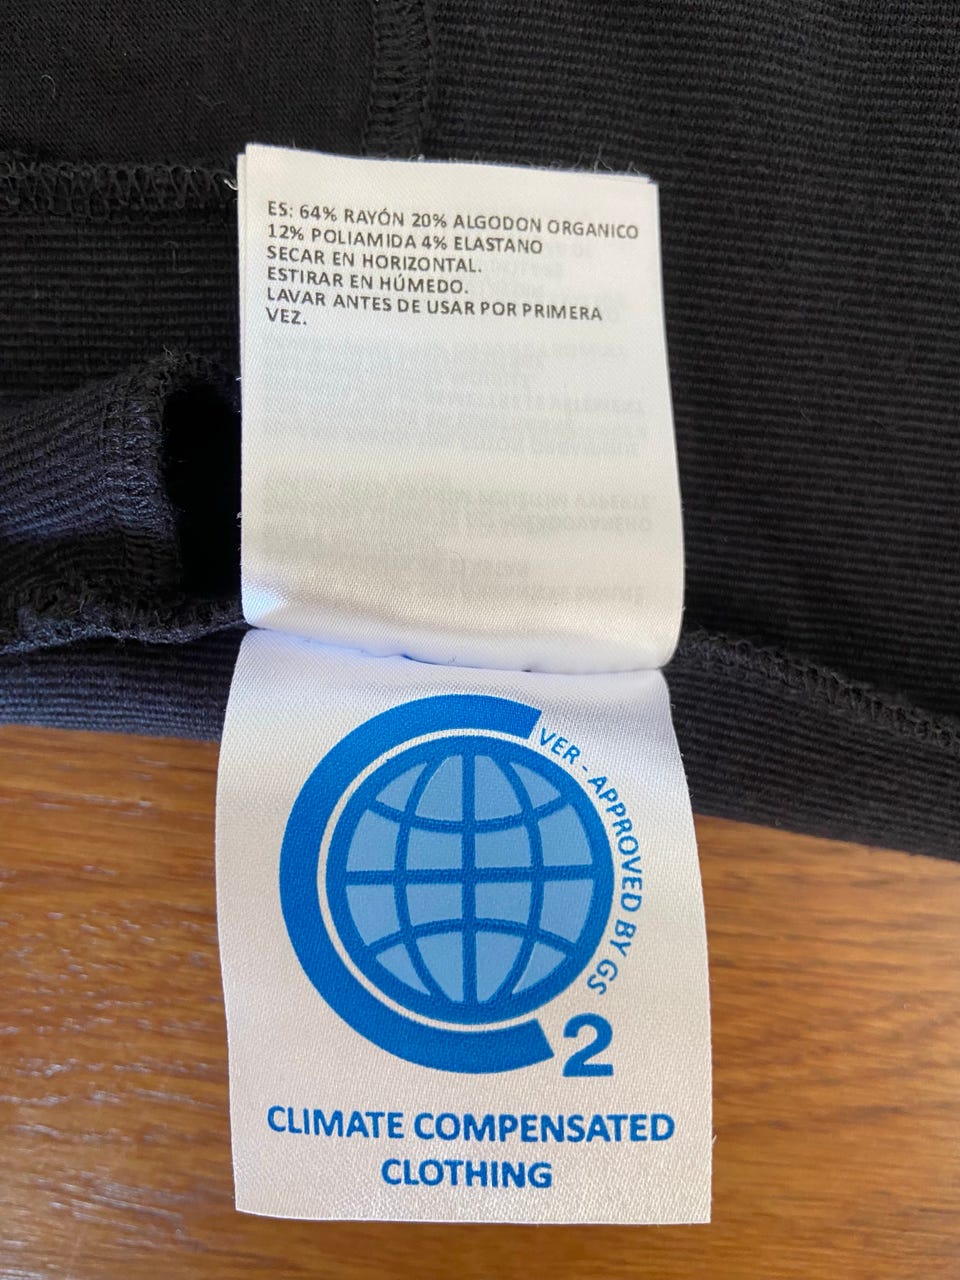 ES: 64% RAYÓN 20% ALGODON ORGANICO
12% POLIAMIDA 4% ELASTANO
SECAR EN HORIZONTAL.
ESTIRAR EN HÚMEDO.
LAVAR ANTES DE USAR POR PRIMERA
VEZ.
VER - APPROVED BY GS
2
CLIMATE COMPENSATED
CLOTHING